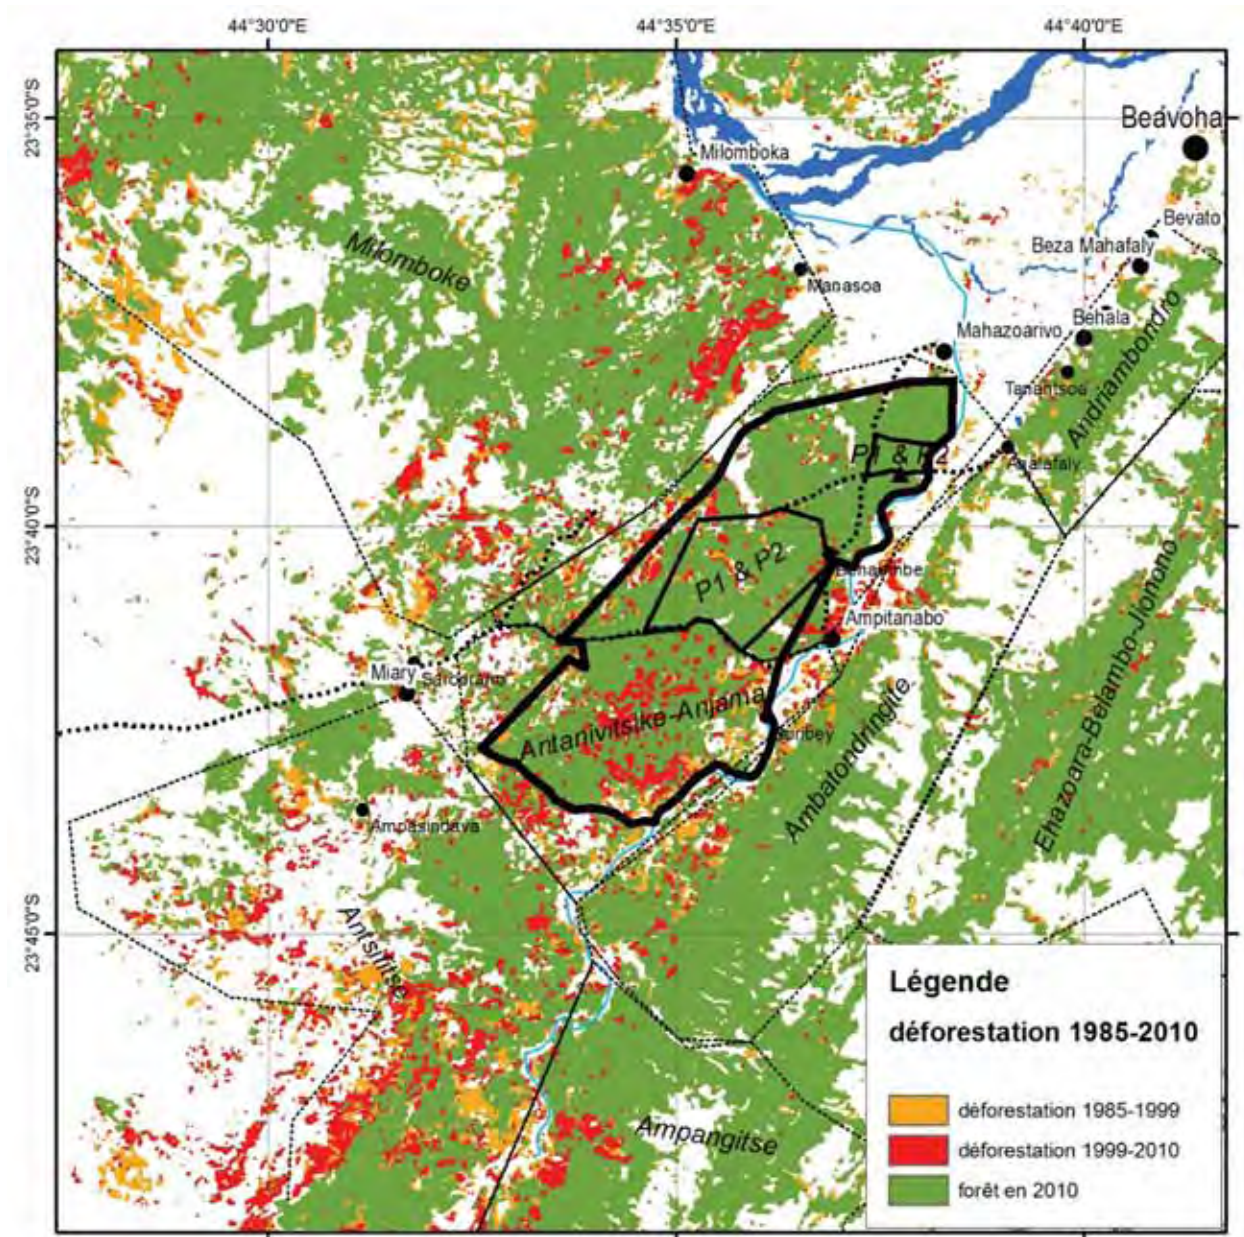 44°30'0"E
44°35'0"E
44°40'0"E
23°35'0"S
23°40'0"S
23°45'0"S
Beavoha
Milomboka
Bevato
Beza Mahafaly
Milomboke
Manasoa
Behala
Mahazoarivo
Tanantsoa
Andriambondro
P1 & P2
Analafaly
P1 & P2
Ampitanabo
Miary
Antanivitsike-Anjama
Ambatondringite
Ehazoara-Belambo-Jionono
Ampasindava
Antsifitse
Ampangitse
Légende
déforestation 1985-2010
déforestation 1985-1999
déforestation 1999-2010
forêt en 2010